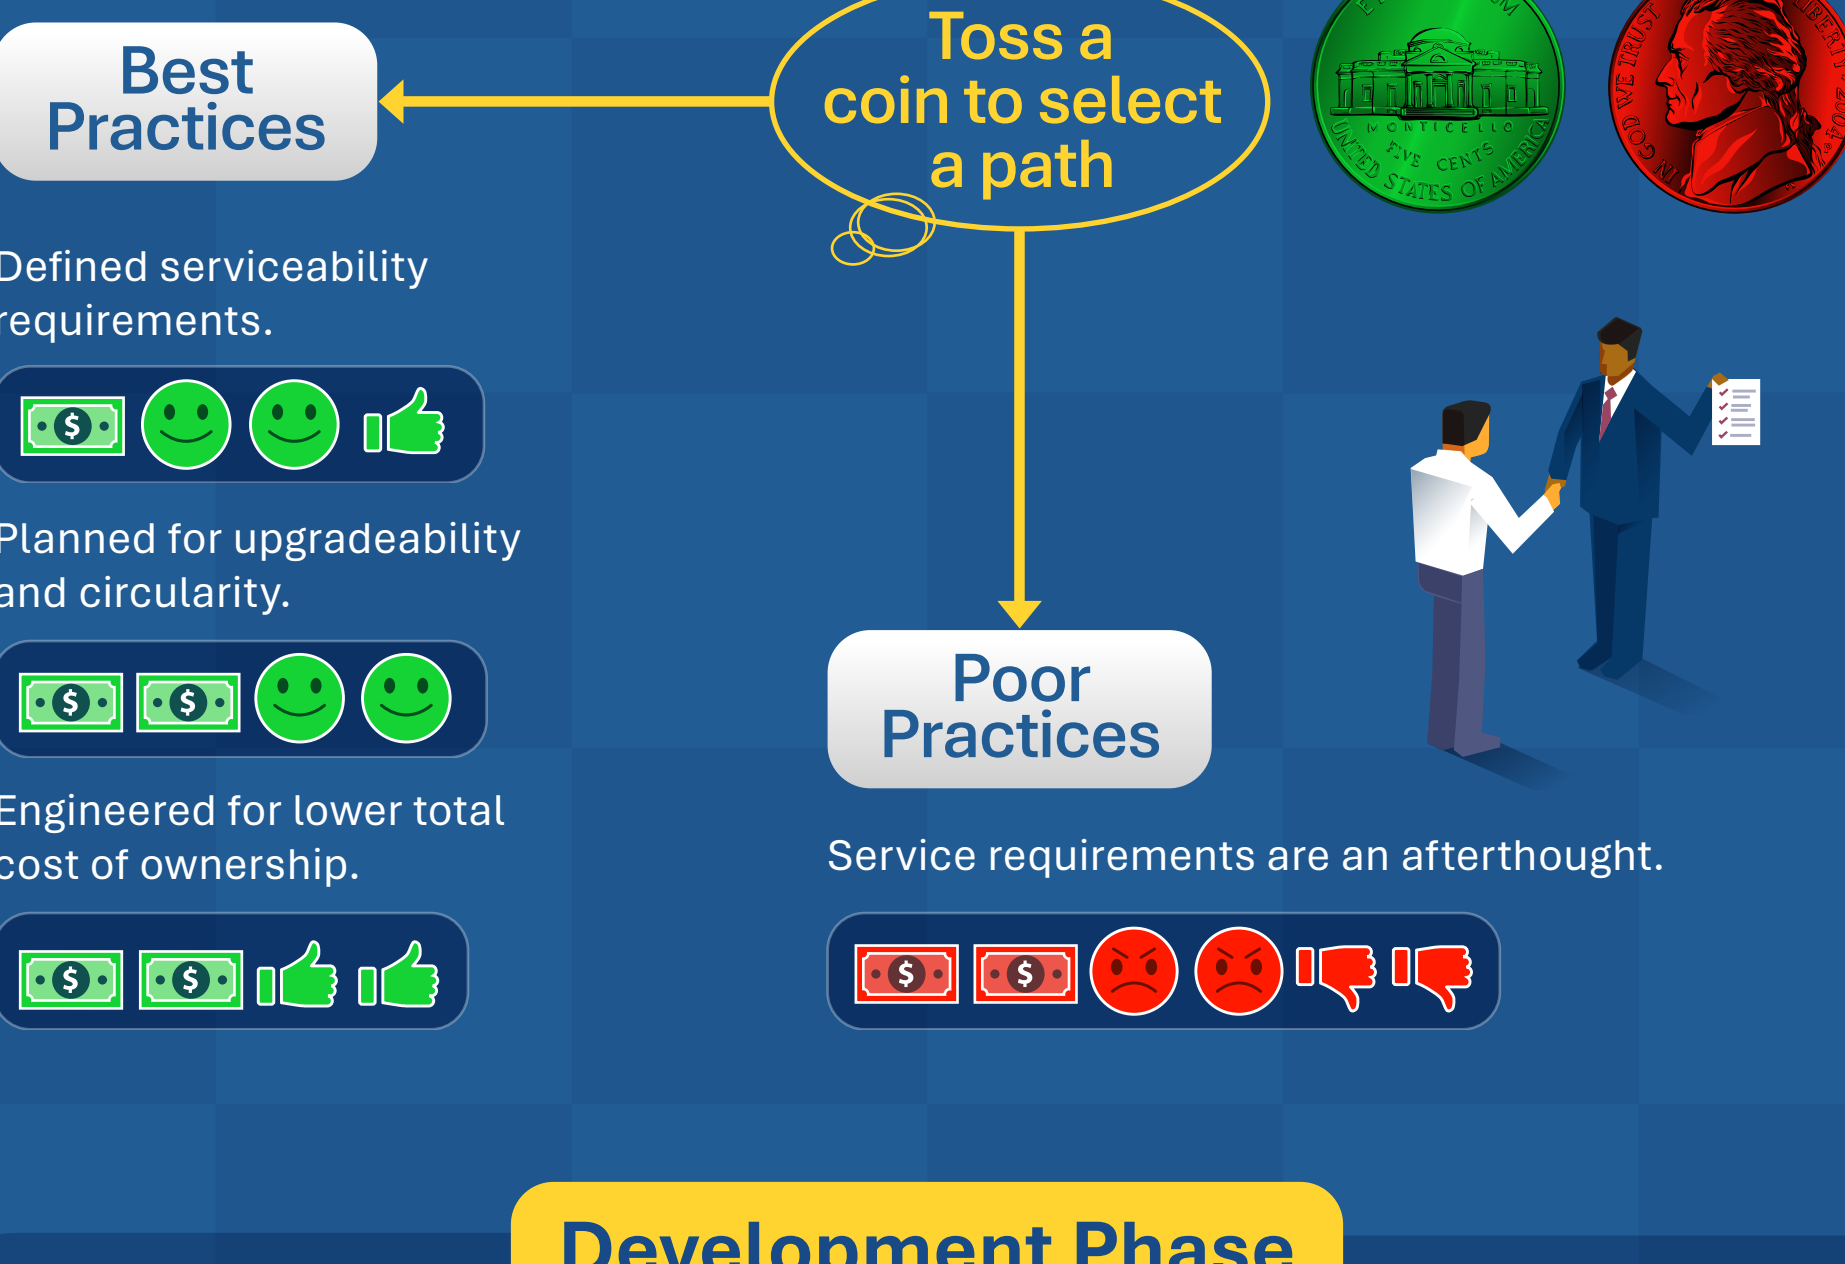 Best
Practices
Toss a
coin to select
a path
MONTICELLO
FIVE CENTS
UNITED STATES OF AMERICA
IN GOD WE TRUST
LIBERTY
Defined serviceability
requirements.
$
Planned for upgradeability
and circularity.
$ $
Engineered for lower total
cost of ownership.
$ $
Poor
Practices
Service requirements are an afterthought.
$ $
Development Phase